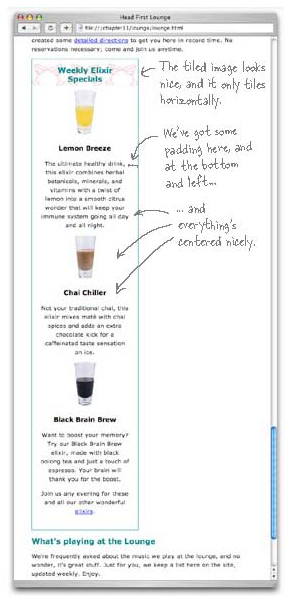 Head First Lounge
file:///chapter11/lounge/lounge.html
created some detailed directions to get you here in record time. No
reservations necessary; come and join us anytime.
Weekly Elixir
Specials
Lemon Breeze
The ultimate healthy drink,
this elixir combines herbal
botanicals, minerals, and
vitamins with a twist of
lemon into a smooth citrus
wonder that will keep your
immune system going all day
and all night.
Chai Chiller
Not your traditional chai, this
elixir mixes maté with chai
spices and adds an extra
chocolate kick for a
caffeinated taste sensation
on ice.
Black Brain Brew
Want to boost your memory?
Try our Black Brain Brew
elixir, made with black
oolong tea and just a touch of
espresso. Your brain will
thank you for the boost.
Join us any evening for these
and all our other wonderful
elixirs.
What's playing at the Lounge
We're frequently asked about the music we play at the lounge, and no
wonder, it's great stuff. Just for you, we keep a list here on the site,
updated weekly. Enjoy.
The tiled image looks
nice, and it only tiles
horizontally.
We've got some
padding here, and
at the bottom
and left...
... and
everything's
centered nicely.